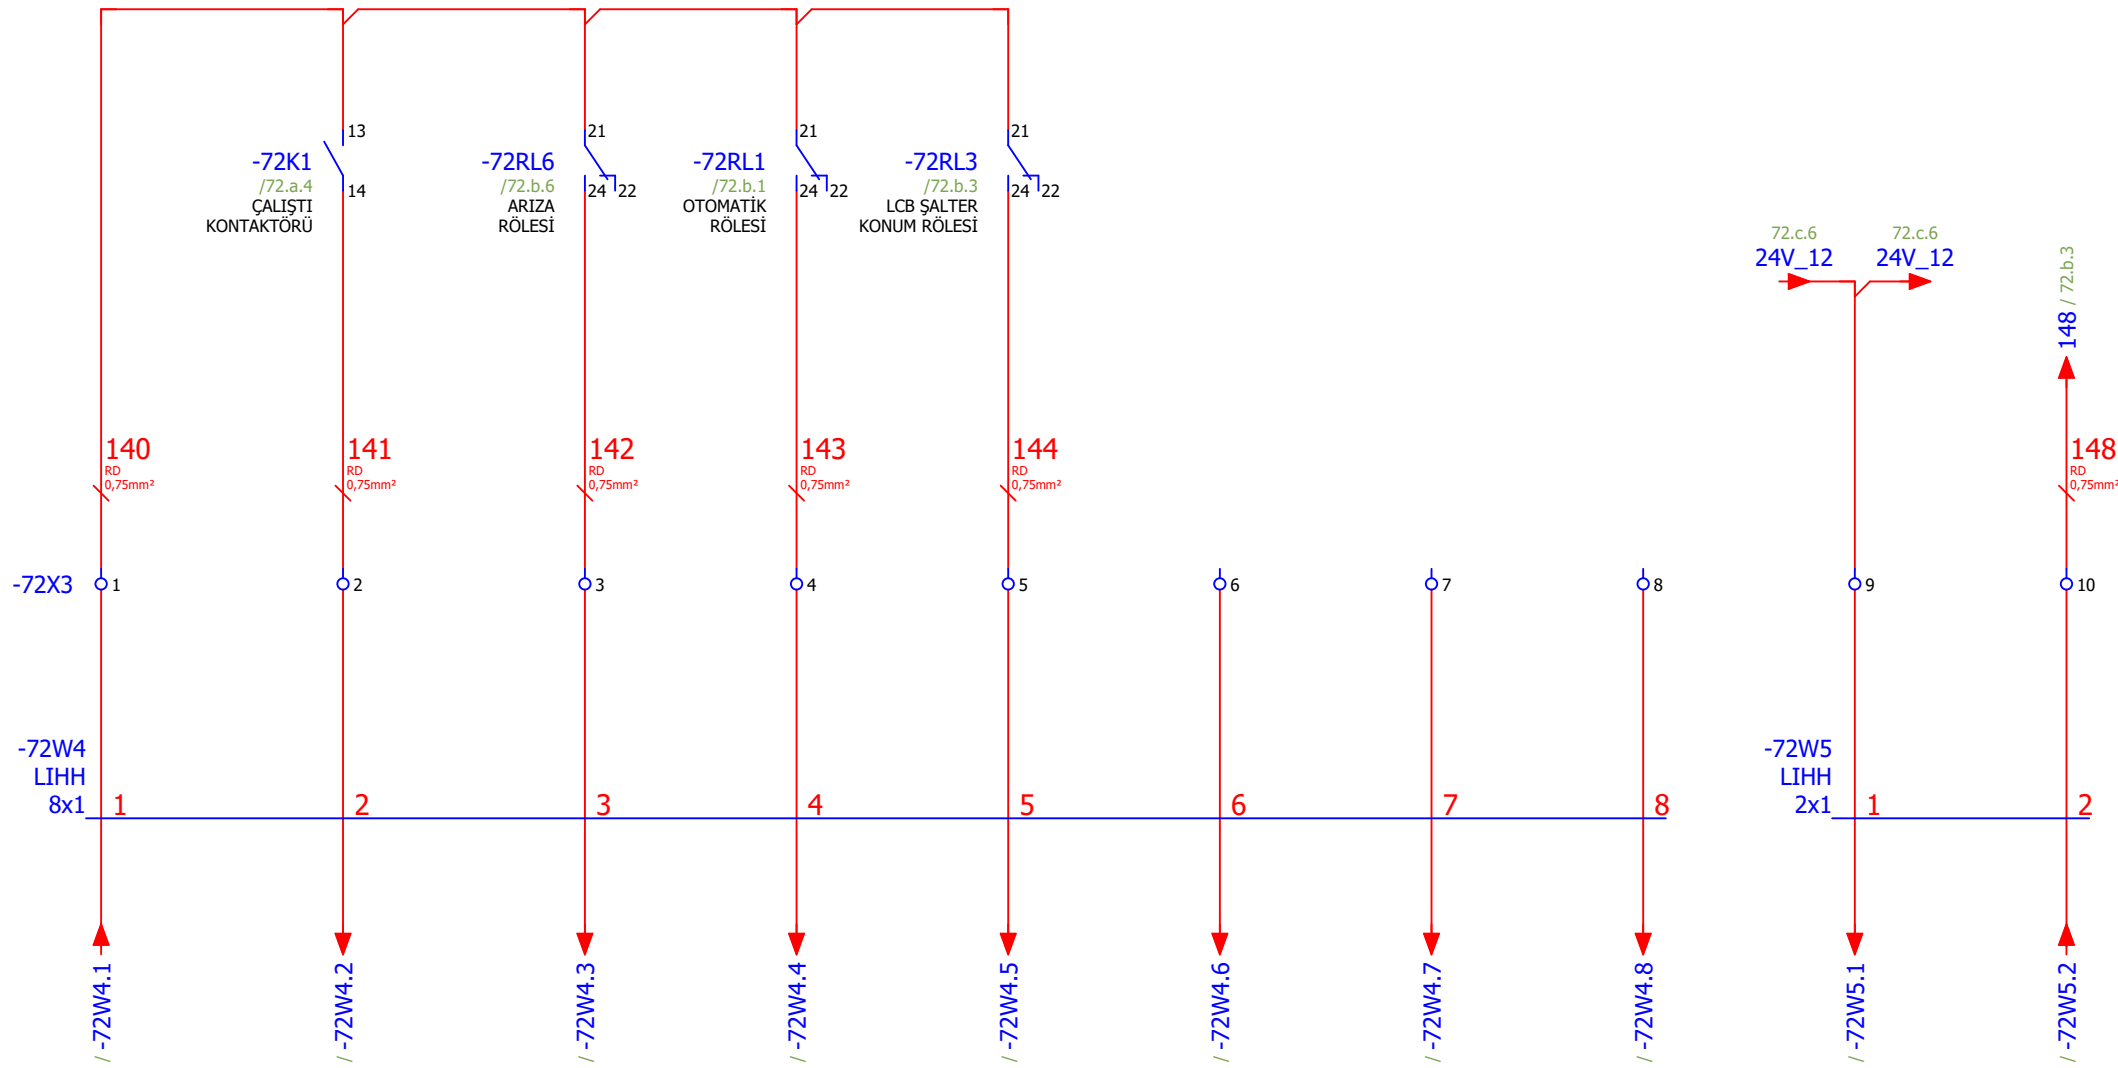 13
-72K1
/72.a.4
14
ÇALIŞTI
KONTAKTÖRÜ
21
-72RL6
/72.b.6
24 22
ARIZA
RÖLESİ
21
-72RL1
/72.b.1
24 22
OTOMATİK
RÖLESİ
21
-72RL3
/72.b.3
24 22
LCB ŞALTER
KONUM RÖLESİ
72.c.6
24V_12
72.c.6
24V_12
148 / 72.b.3
140
RD
0,75mm²
141
RD
0,75mm²
142
RD
0,75mm²
143
RD
0,75mm²
144
RD
0,75mm²
148
RD
0,75mm²
-72X3 1 2 3 4 5 6 7 8 9 10
-72W4
LIHH
8x1 1 2 3 4 5 6 7 8
-72W5
LIHH
2x1 1 2
/ -72W4.1
/ -72W4.2
/ -72W4.3
/ -72W4.4
/ -72W4.5
/ -72W4.6
/ -72W4.7
/ -72W4.8
/ -72W5.1
/ -72W5.2